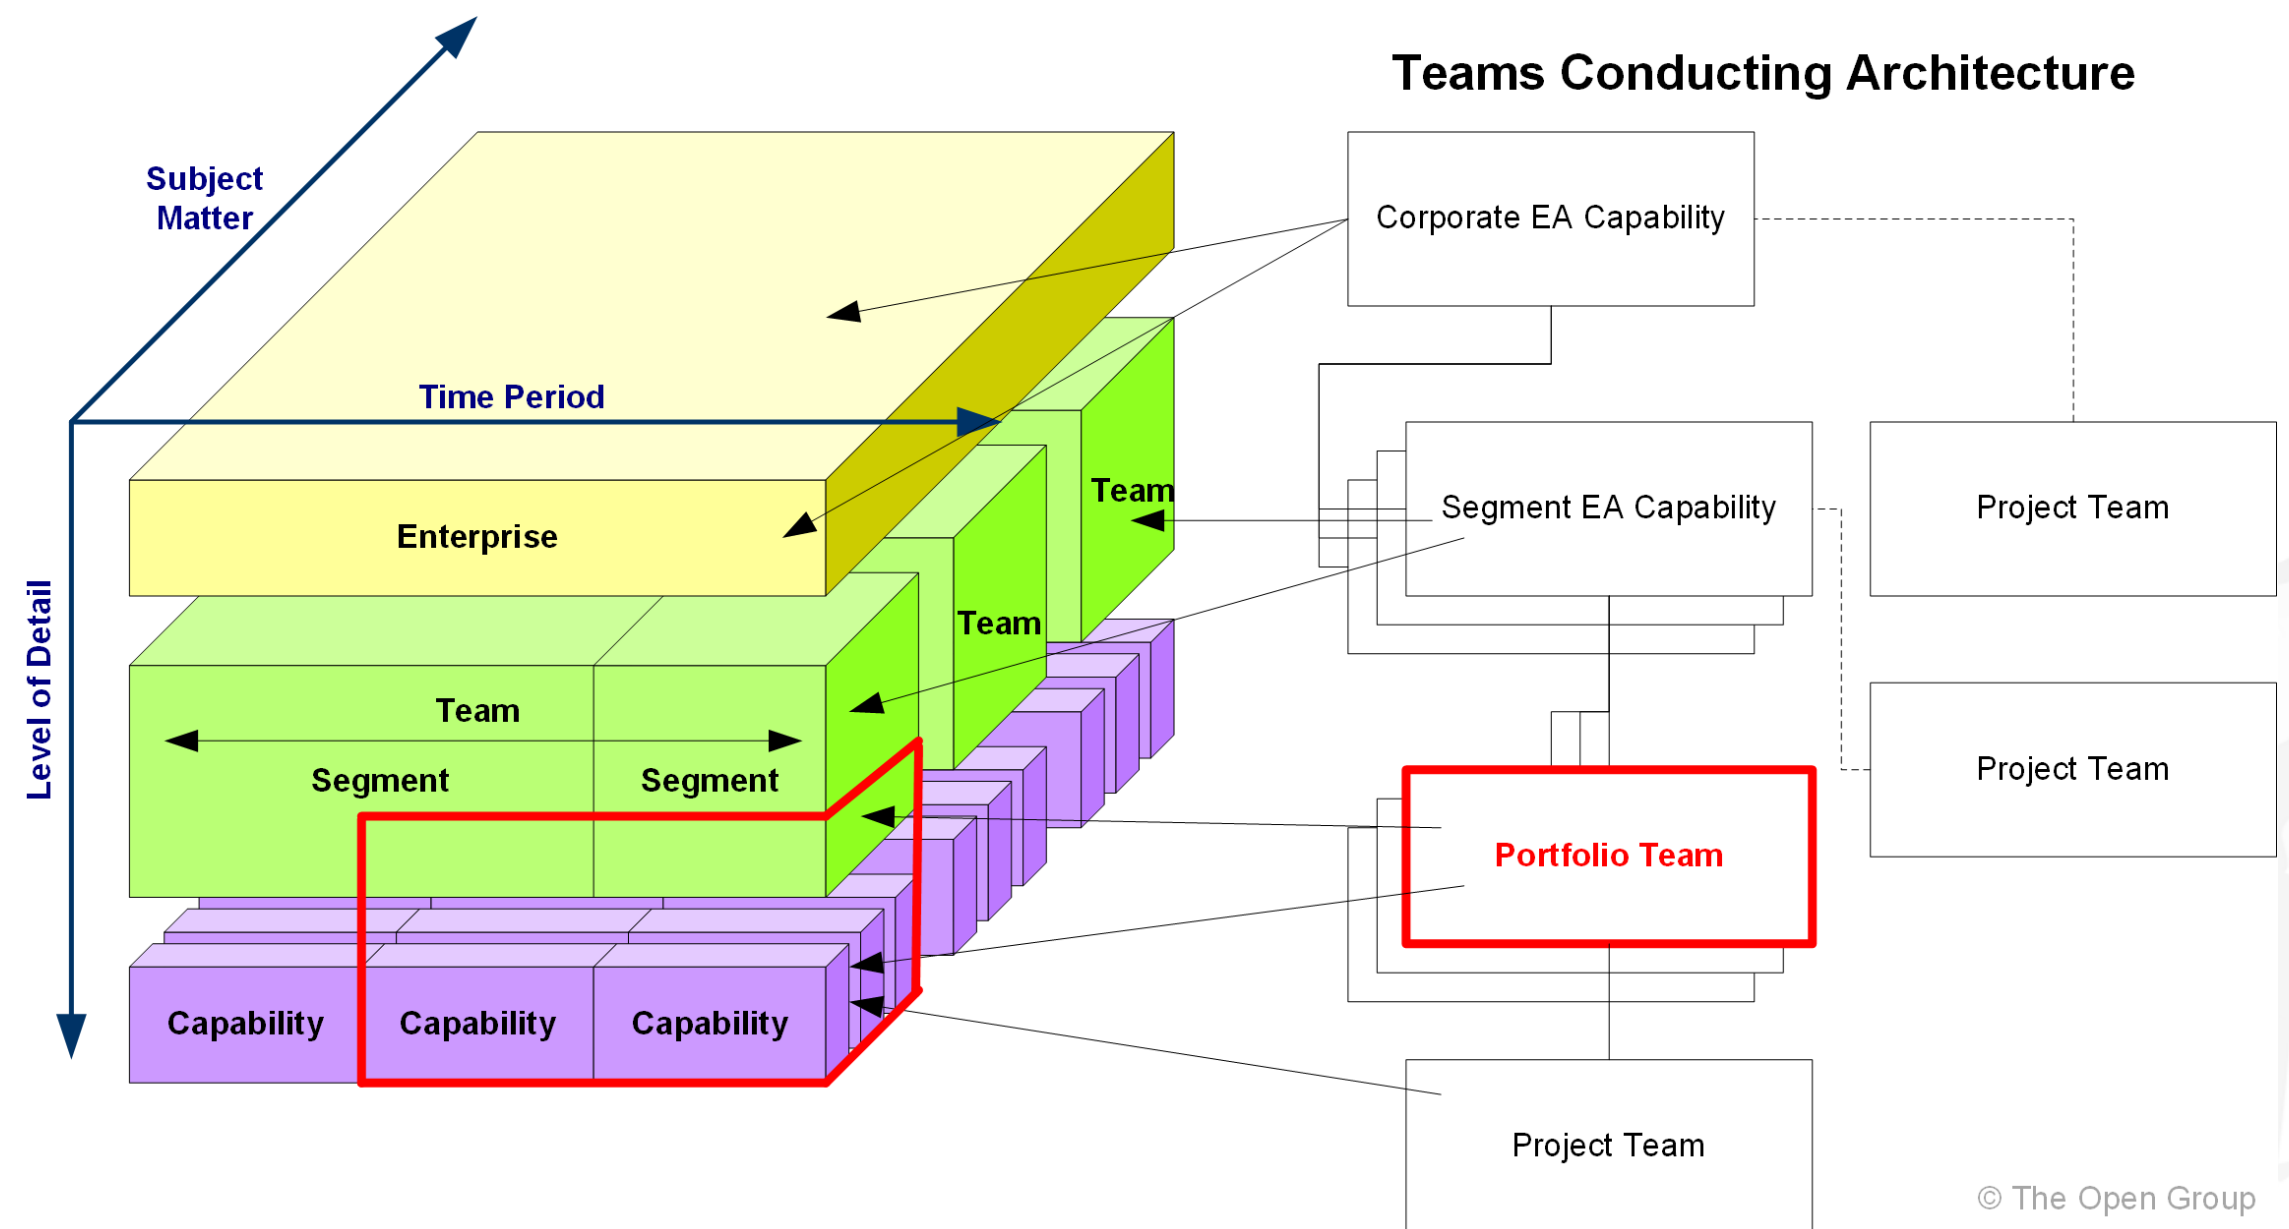 Teams Conducting Architecture
Subject
Matter
Corporate EA Capability
Time Period
Team
Segment EA Capability
Project Team
Enterprise
Team
Level of Detail
Team
Segment
Segment
Project Team
Portfolio Team
Capability
Capability
Capability
Project Team
© The Open Group